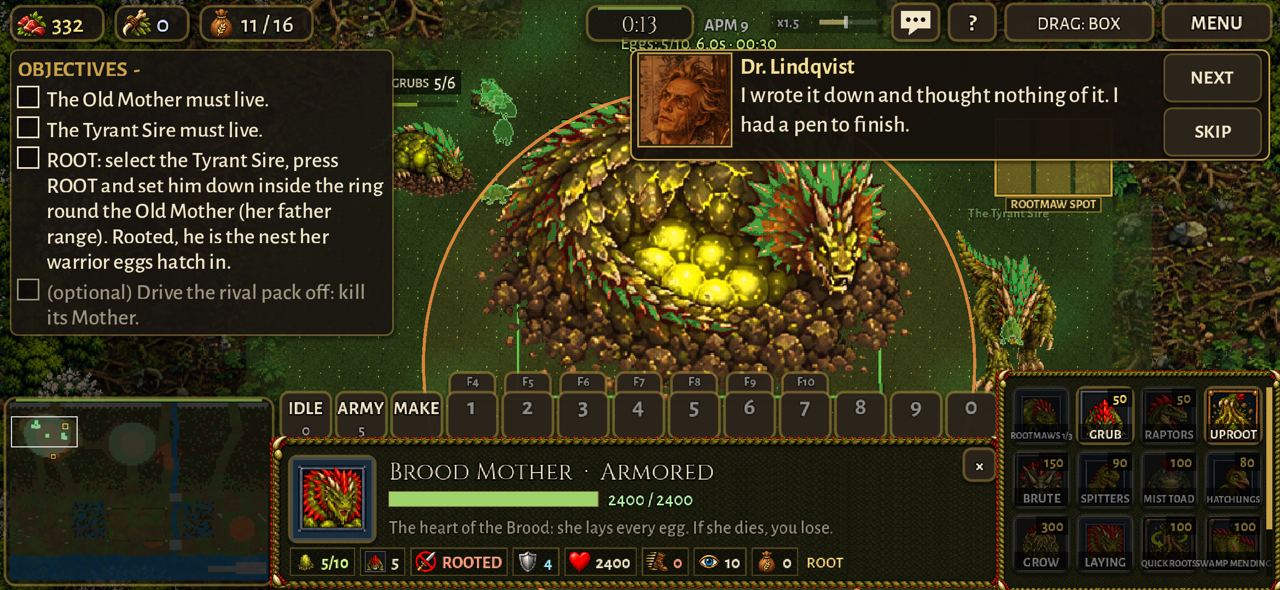 332
0
11 / 16
0:13
APM 9
x1.5
?
DRAG: BOX
MENU
Eggs: 5/10 6.0s · 00:30
OBJECTIVES -
The Old Mother must live.
The Tyrant Sire must live.
ROOT: select the Tyrant Sire, press
ROOT and set him down inside the ring
round the Old Mother (her father
range). Rooted, he is the nest her
warrior eggs hatch in.
(optional) Drive the rival pack off: kill
its Mother.
GRUBS 5/6
Dr. Lindqvist
I wrote it down and thought nothing of it. I
had a pen to finish.
NEXT
SKIP
ROOTMAW SPOT
The Tyrant Sire
F4 F5 F6 F7 F8 F9 F10
IDLE ARMY MAKE 1 2 3 4 5 6 7 8 9 0
0 5
BROOD MOTHER · ARMORED
×
2400 / 2400
The heart of the Brood: she lays every egg. If she dies, you lose.
5/10 5 ROOTED 4 2400 0 10 0 ROOT
50 50
ROOTMAWS 1/3 GRUB RAPTORS UPROOT
150 90 100 80
BRUTE SPITTERS MIST TOAD HATCHLINGS
300 100 100
GROW LAYING QUICK ROOTS SWAMP MENDING